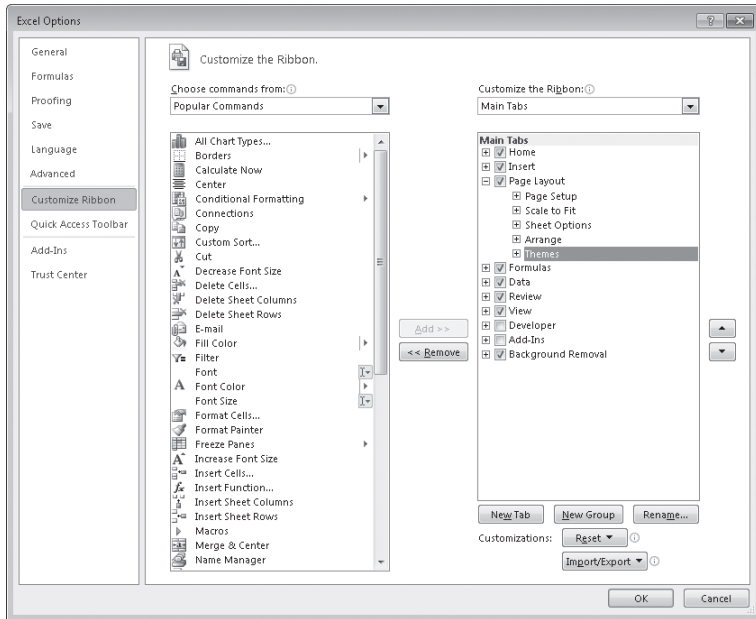 Excel Options
General
Formulas
Proofing
Save
Language
Advanced
Customize Ribbon
Quick Access Toolbar
Add-Ins
Trust Center
Customize the Ribbon.
Choose commands from:
Popular Commands
All Chart Types...
Borders
Calculate Now
Center
Conditional Formatting
Connections
Copy
Custom Sort...
Cut
Decrease Font Size
Delete Cells...
Delete Sheet Columns
Delete Sheet Rows
E-mail
Fill Color
Filter
Font
Font Color
Font Size
Format Cells...
Format Painter
Freeze Panes
Increase Font Size
Insert Cells...
Insert Function...
Insert Sheet Columns
Insert Sheet Rows
Macros
Merge & Center
Name Manager
Add >>
<< Remove
Customize the Ribbon:
Main Tabs
Main Tabs
Home
Insert
Page Layout
Page Setup
Scale to Fit
Sheet Options
Arrange
Themes
Formulas
Data
Review
View
Developer
Add-Ins
Background Removal
New Tab
New Group
Rename...
Customizations:
Reset
Import/Export
OK
Cancel